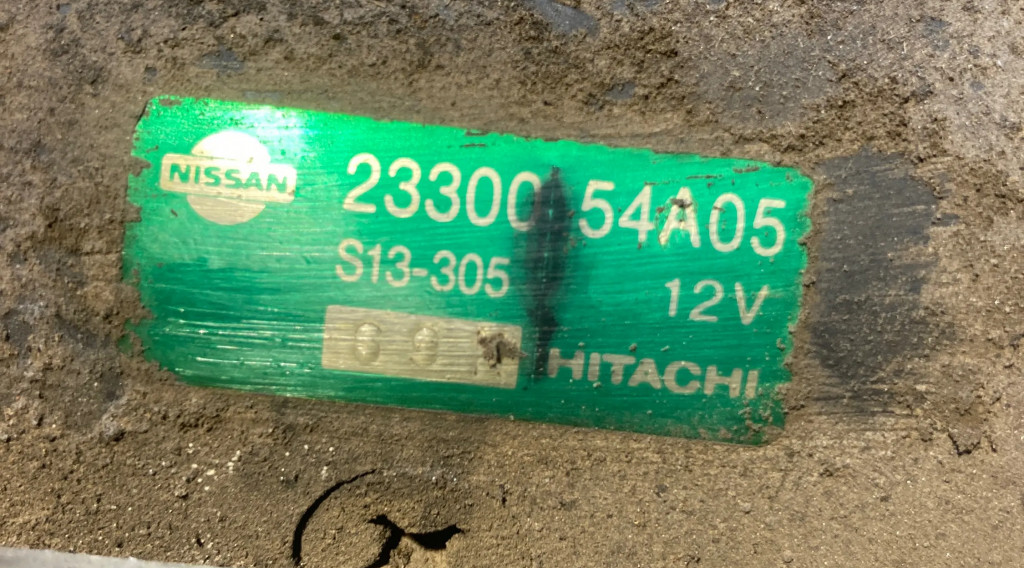 NISSAN
23300 54A05
S13-305
12V
HITACHI